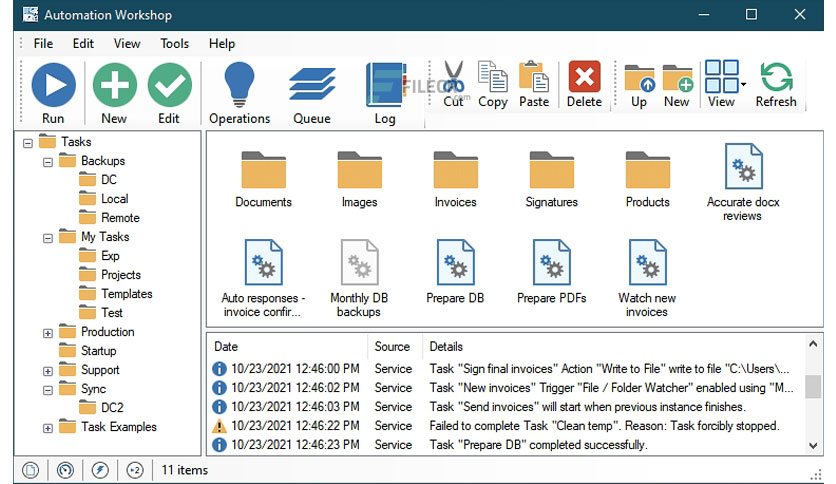 Automation Workshop
File Edit View Tools Help
Run New Edit Operations Queue Log Cut Copy Paste Delete Up New View Refresh
FILECR
.com
Tasks
Backups
DC
Local
Remote
My Tasks
Exp
Projects
Templates
Test
Production
Startup
Support
Sync
DC2
Task Examples
Documents Images Invoices Signatures Products Accurate docx
reviews
Auto responses - Monthly DB Prepare DB Prepare PDFs Watch new
invoice confir... backups invoices
Date Source Details
10/23/2021 12:46:00 PM Service Task "Sign final invoices" Action "Write to File" write to file "C:\Users\...
10/23/2021 12:46:02 PM Service Task "New invoices" Trigger "File / Folder Watcher" enabled using "M...
10/23/2021 12:46:03 PM Service Task "Send invoices" will start when previous instance finishes.
10/23/2021 12:46:22 PM Service Failed to complete Task "Clean temp". Reason: Task forcibly stopped.
10/23/2021 12:46:23 PM Service Task "Prepare DB" completed successfully.
11 items